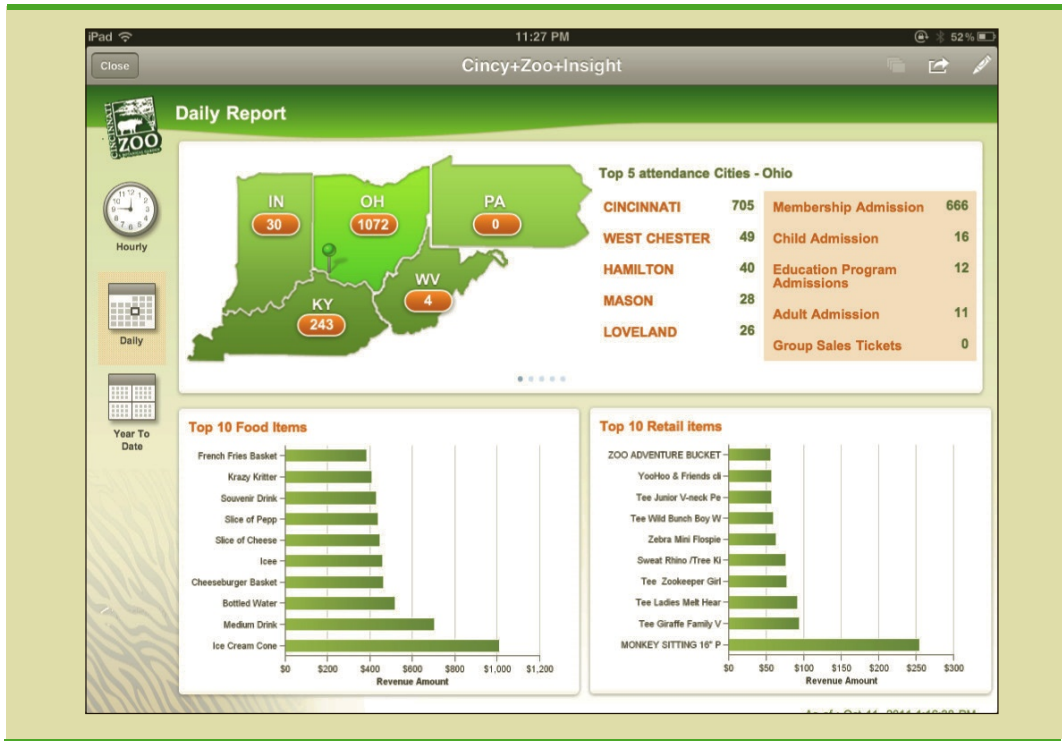 iPad
11:27 PM
52%
Close
Cincy+Zoo+Insight
CINCINNATI
ZOO
Daily Report
Hourly
Daily
Year To
Date
IN
30
OH
1072
PA
0
KY
243
WV
4
Top 5 attendance Cities - Ohio
CINCINNATI 705
WEST CHESTER 49
HAMILTON 40
MASON 28
LOVELAND 26
Membership Admission 666
Child Admission 16
Education Program 12
Admissions
Adult Admission 11
Group Sales Tickets 0
Top 10 Food Items
French Fries Basket
Krazy Kritter
Souvenir Drink
Slice of Pepp
Slice of Cheese
Icee
Cheeseburger Basket
Bottled Water
Medium Drink
Ice Cream Cone
$0 $200 $400 $600 $800 $1,000 $1,200
Revenue Amount
Top 10 Retail items
ZOO ADVENTURE BUCKET
YooHoo & Friends cli
Tee Junior V-neck Pe
Tee Wild Bunch Boy W
Zebra Mini Flospie
Sweat Rhino /Tree Ki
Tee Zookeeper Girl
Tee Ladies Melt Hear
Tee Giraffe Family V
MONKEY SITTING 16" P
$0 $50 $100 $150 $200 $250 $300
Revenue Amount